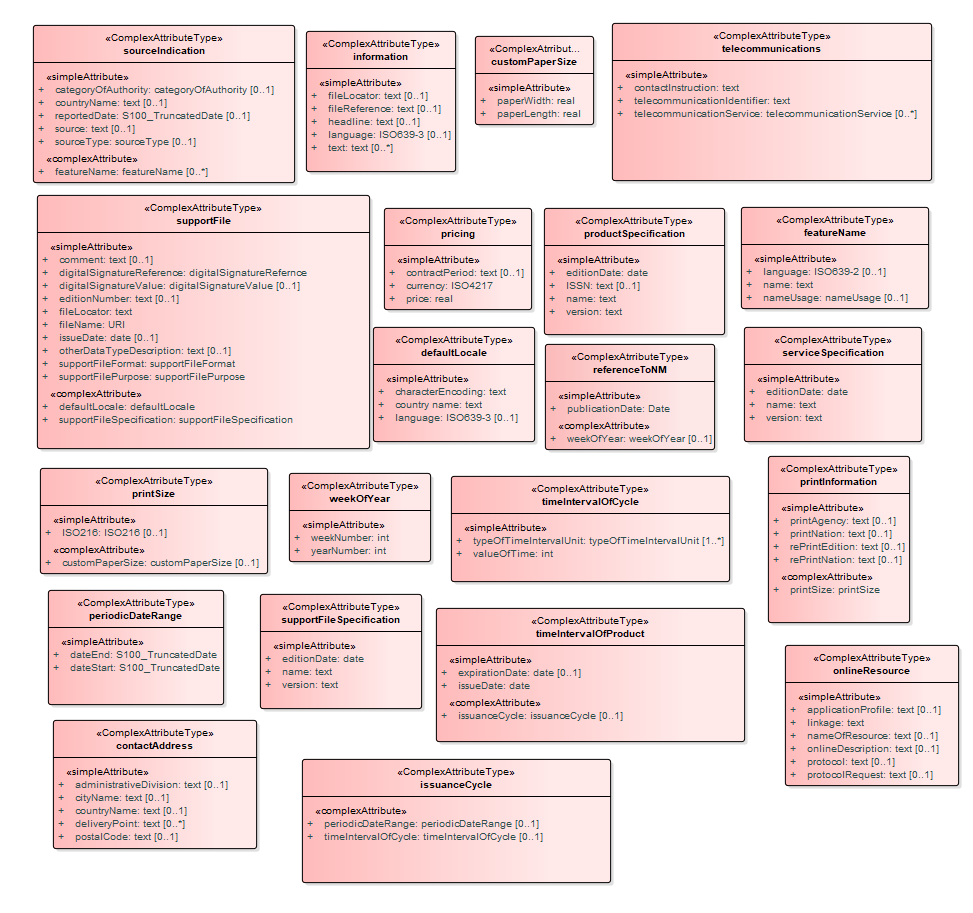 «ComplexAttributeType»
sourceIndication
«simpleAttribute»
+ categoryOfAuthority: categoryOfAuthority [0..1]
+ countryName: text [0..1]
+ reportedDate: S100_TruncatedDate [0..1]
+ source: text [0..1]
+ sourceType: sourceType [0..1]
«complexAttribute»
+ featureName: featureName [0..*]
«ComplexAttributeType»
information
«simpleAttribute»
+ fileLocator: text [0..1]
+ fileReference: text [0..1]
+ headline: text [0..1]
+ language: ISO639-3 [0..1]
+ text: text [0..*]
«ComplexAttribut...
customPaperSize
«simpleAttribute»
+ paperWidth: real
+ paperLength: real
«ComplexAttributeType»
telecommunications
«simpleAttribute»
+ contactInstruction: text
+ telecommunicationIdentifier: text
+ telecommunicationService: telecommunicationService [0..*]
«ComplexAttributeType»
supportFile
«simpleAttribute»
+ comment: text [0..1]
+ digitalSignatureReference: digitalSignatureRefernce
+ digitalSignatureValue: digitalSignatureValue [0..1]
+ editionNumber: text [0..1]
+ fileLocator: text
+ fileName: URI
+ issueDate: date [0..1]
+ otherDataTypeDescription: text [0..1]
+ supportFileFormat: supportFileFormat
+ supportFilePurpose: supportFilePurpose
«complexAttribute»
+ defaultLocale: defaultLocale
+ supportFileSpecification: supportFileSpecification
«ComplexAttributeType»
pricing
«simpleAttribute»
+ contractPeriod: text [0..1]
+ currency: ISO4217
+ price: real
«ComplexAttributeType»
productSpecification
«simpleAttribute»
+ editionDate: date
+ ISSN: text [0..1]
+ name: text
+ version: text
«ComplexAttributeType»
featureName
«simpleAttribute»
+ language: ISO639-2 [0..1]
+ name: text
+ nameUsage: nameUsage [0..1]
«ComplexAttributeType»
defaultLocale
«simpleAttribute»
+ characterEncoding: text
+ country name: text
+ language: ISO639-3 [0..1]
«ComplexAttributeType»
referenceToNM
«simpleAttribute»
+ publicationDate: Date
«complexAttribute»
+ weekOfYear: weekOfYear [0..1]
«ComplexAttributeType»
serviceSpecification
«simpleAttribute»
+ editionDate: date
+ name: text
+ version: text
«ComplexAttributeType»
printSize
«simpleAttribute»
+ ISO216: ISO216 [0..1]
«complexAttribute»
+ customPaperSize: customPaperSize [0..1]
«ComplexAttributeType»
weekOfYear
«simpleAttribute»
+ weekNumber: int
+ yearNumber: int
«ComplexAttributeType»
timeIntervalOfCycle
«simpleAttribute»
+ typeOfTimeIntervalUnit: typeOfTimeIntervalUnit [1..*]
+ valueOfTime: int
«ComplexAttributeType»
printInformation
«simpleAttribute»
+ printAgency: text [0..1]
+ printNation: text [0..1]
+ rePrintEdition: text [0..1]
+ rePrintNation: text [0..1]
«complexAttribute»
+ printSize: printSize
«ComplexAttributeType»
periodicDateRange
«simpleAttribute»
+ dateEnd: S100_TruncatedDate
+ dateStart: S100_TruncatedDate
«ComplexAttributeType»
supportFileSpecification
«simpleAttribute»
+ editionDate: date
+ name: text
+ version: text
«ComplexAttributeType»
timeIntervalOfProduct
«simpleAttribute»
+ expirationDate: date [0..1]
+ issueDate: date
«complexAttribute»
+ issuanceCycle: issuanceCycle [0..1]
«ComplexAttributeType»
onlineResource
«simpleAttribute»
+ applicationProfile: text [0..1]
+ linkage: text
+ nameOfResource: text [0..1]
+ onlineDescription: text [0..1]
+ protocol: text [0..1]
+ protocolRequest: text [0..1]
«ComplexAttributeType»
contactAddress
«simpleAttribute»
+ administrativeDivision: text [0..1]
+ cityName: text [0..1]
+ countryName: text [0..1]
+ deliveryPoint: text [0..*]
+ postalCode: text [0..1]
«ComplexAttributeType»
issuanceCycle
«complexAttribute»
+ periodicDateRange: periodicDateRange [0..1]
+ timeIntervalOfCycle: timeIntervalOfCycle [0..1]